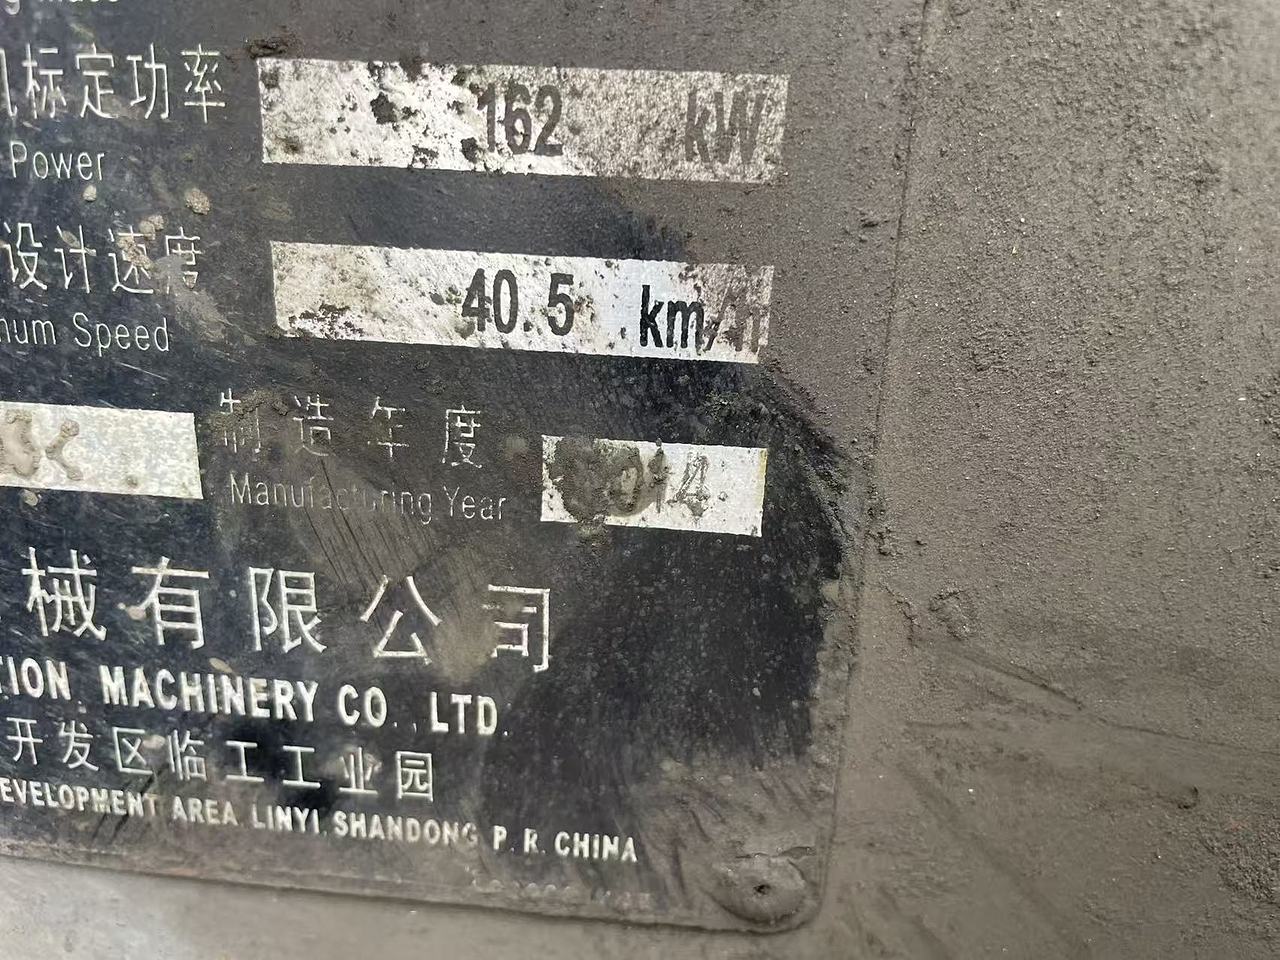 标定功率 162 kW
Power
设计速度 40.5 km/h
mum Speed
制造年度 2014
Manufacturing Year
械有限公司
TION MACHINERY CO., LTD.
开发区临工工业园
EVELOPMENT AREA LINYI SHANDONG P. R. CHINA